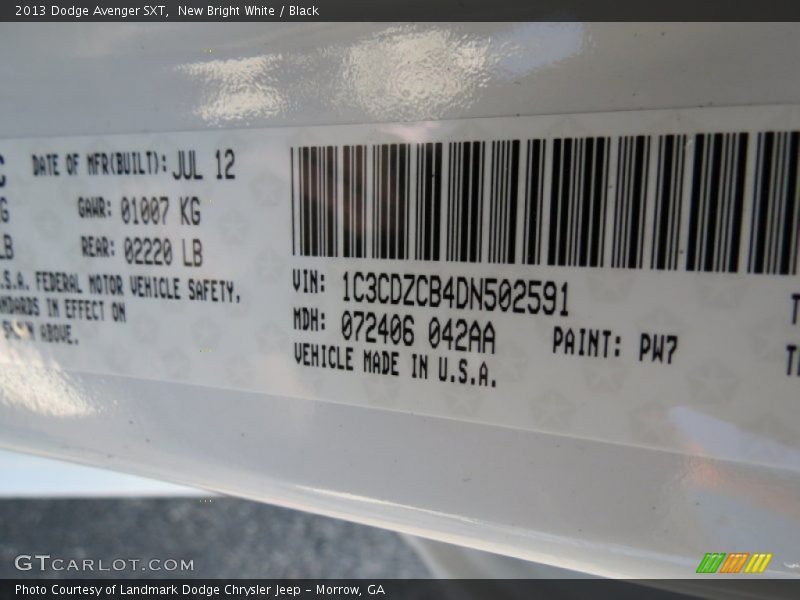 2013 Dodge Avenger SXT, New Bright White / Black
DATE OF MFR(BUILT): JUL 12
GAWR: 01007 KG
REAR: 02220 LB
LB
.S.A. FEDERAL MOTOR VEHICLE SAFETY,
NDARDS IN EFFECT ON
ABOVE.
VIN: 1C3CDZCB4DN502591
MDH: 072406 042AA
PAINT: PW7
VEHICLE MADE IN U.S.A.
GTCARLOT.COM
Photo Courtesy of Landmark Dodge Chrysler Jeep - Morrow, GA